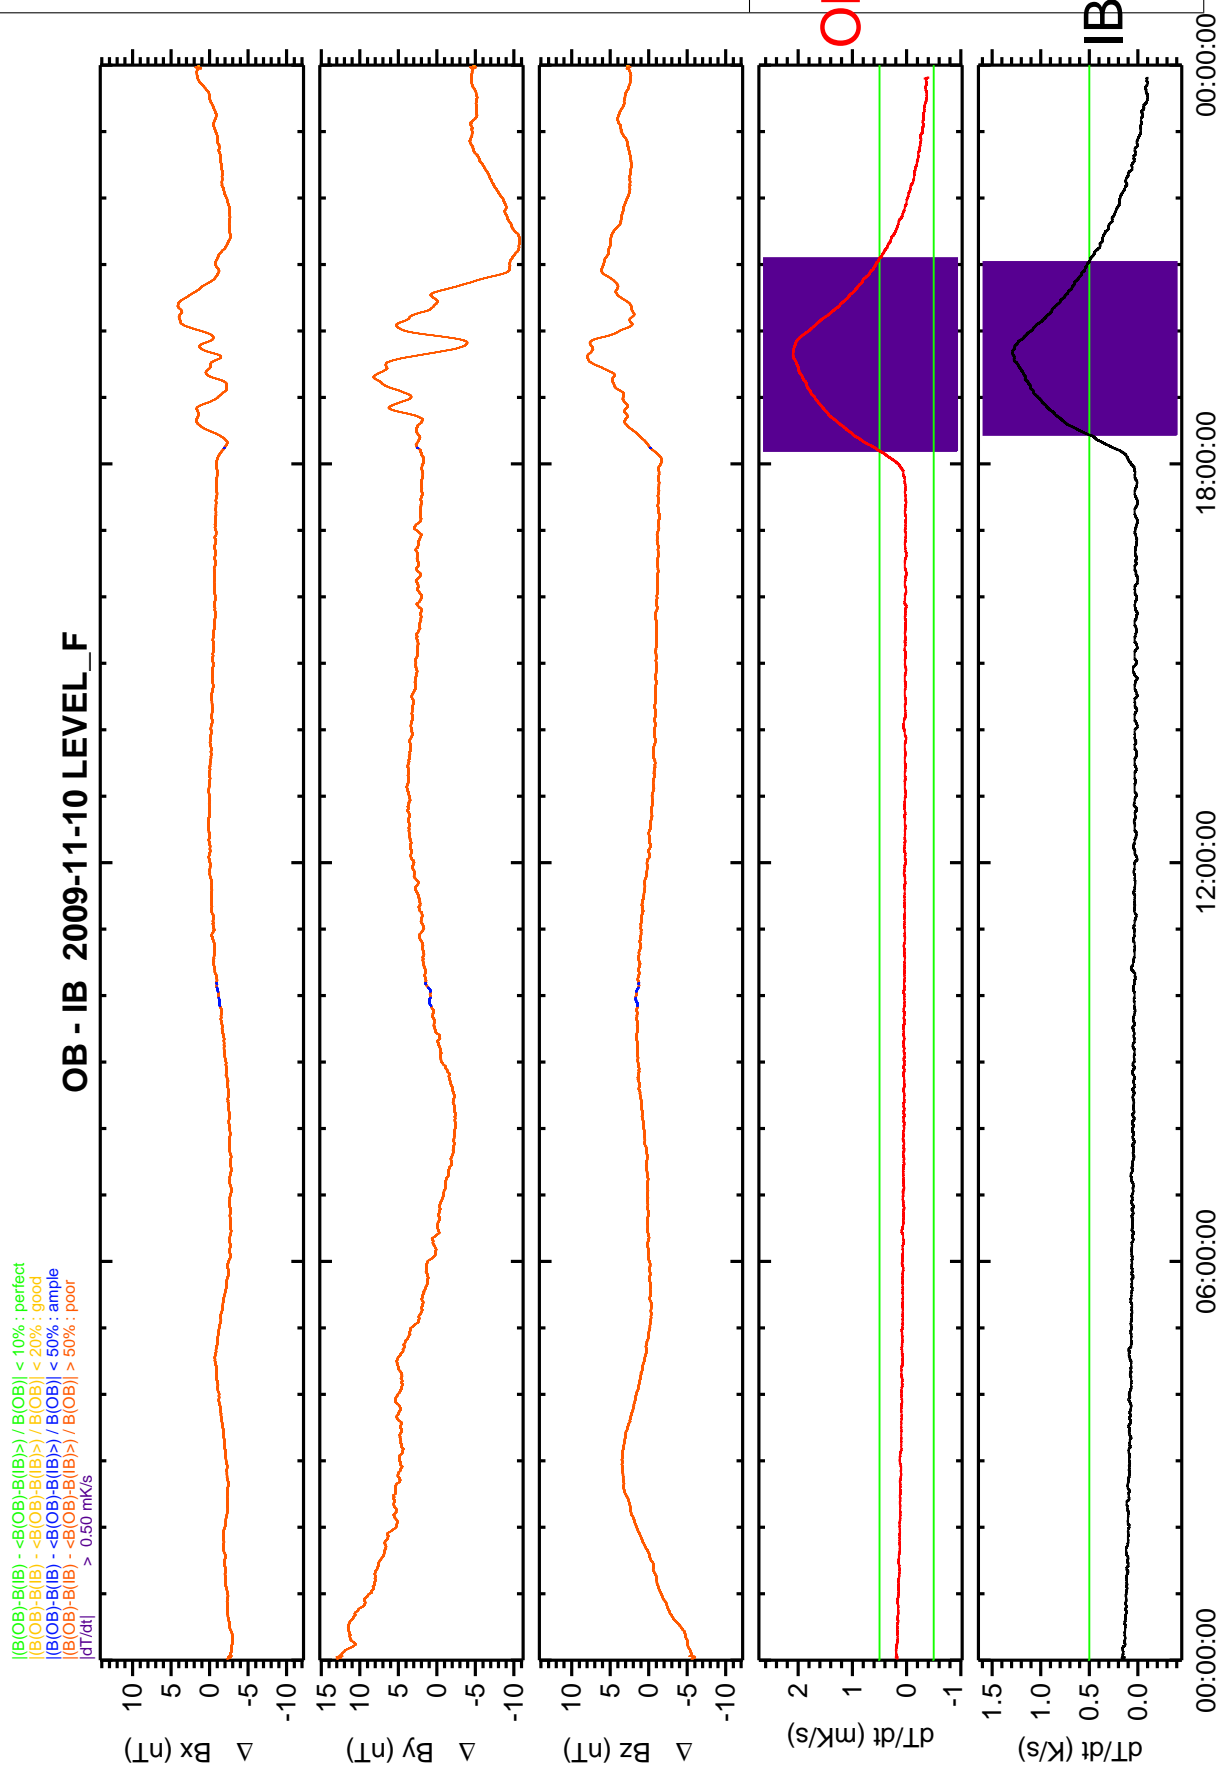 |(B(OB)-B(IB) - <B(OB)-B(IB)>) / B(OB)| < 10% : perfect
|(B(OB)-B(IB) - <B(OB)-B(IB)>) / B(OB)| < 20% : good
|(B(OB)-B(IB) - <B(OB)-B(IB)>) / B(OB)| < 50% : ample
|(B(OB)-B(IB) - <B(OB)-B(IB)>) / B(OB)| > 50% : poor
|dT/dt| > 0.50 mK/s
OB - IB 2009-11-10 LEVEL_F
Δ Bx (nT)
10
5
0
-5
-10
Δ By (nT)
15
10
5
0
-5
-10
Δ Bz (nT)
10
5
0
-5
-10
dT/dt (mK/s)
2
1
0
-1
dT/dt (K/s)
1.5
1.0
0.5
0.0
IB
00:00:00
06:00:00
12:00:00
18:00:00
00:00:00